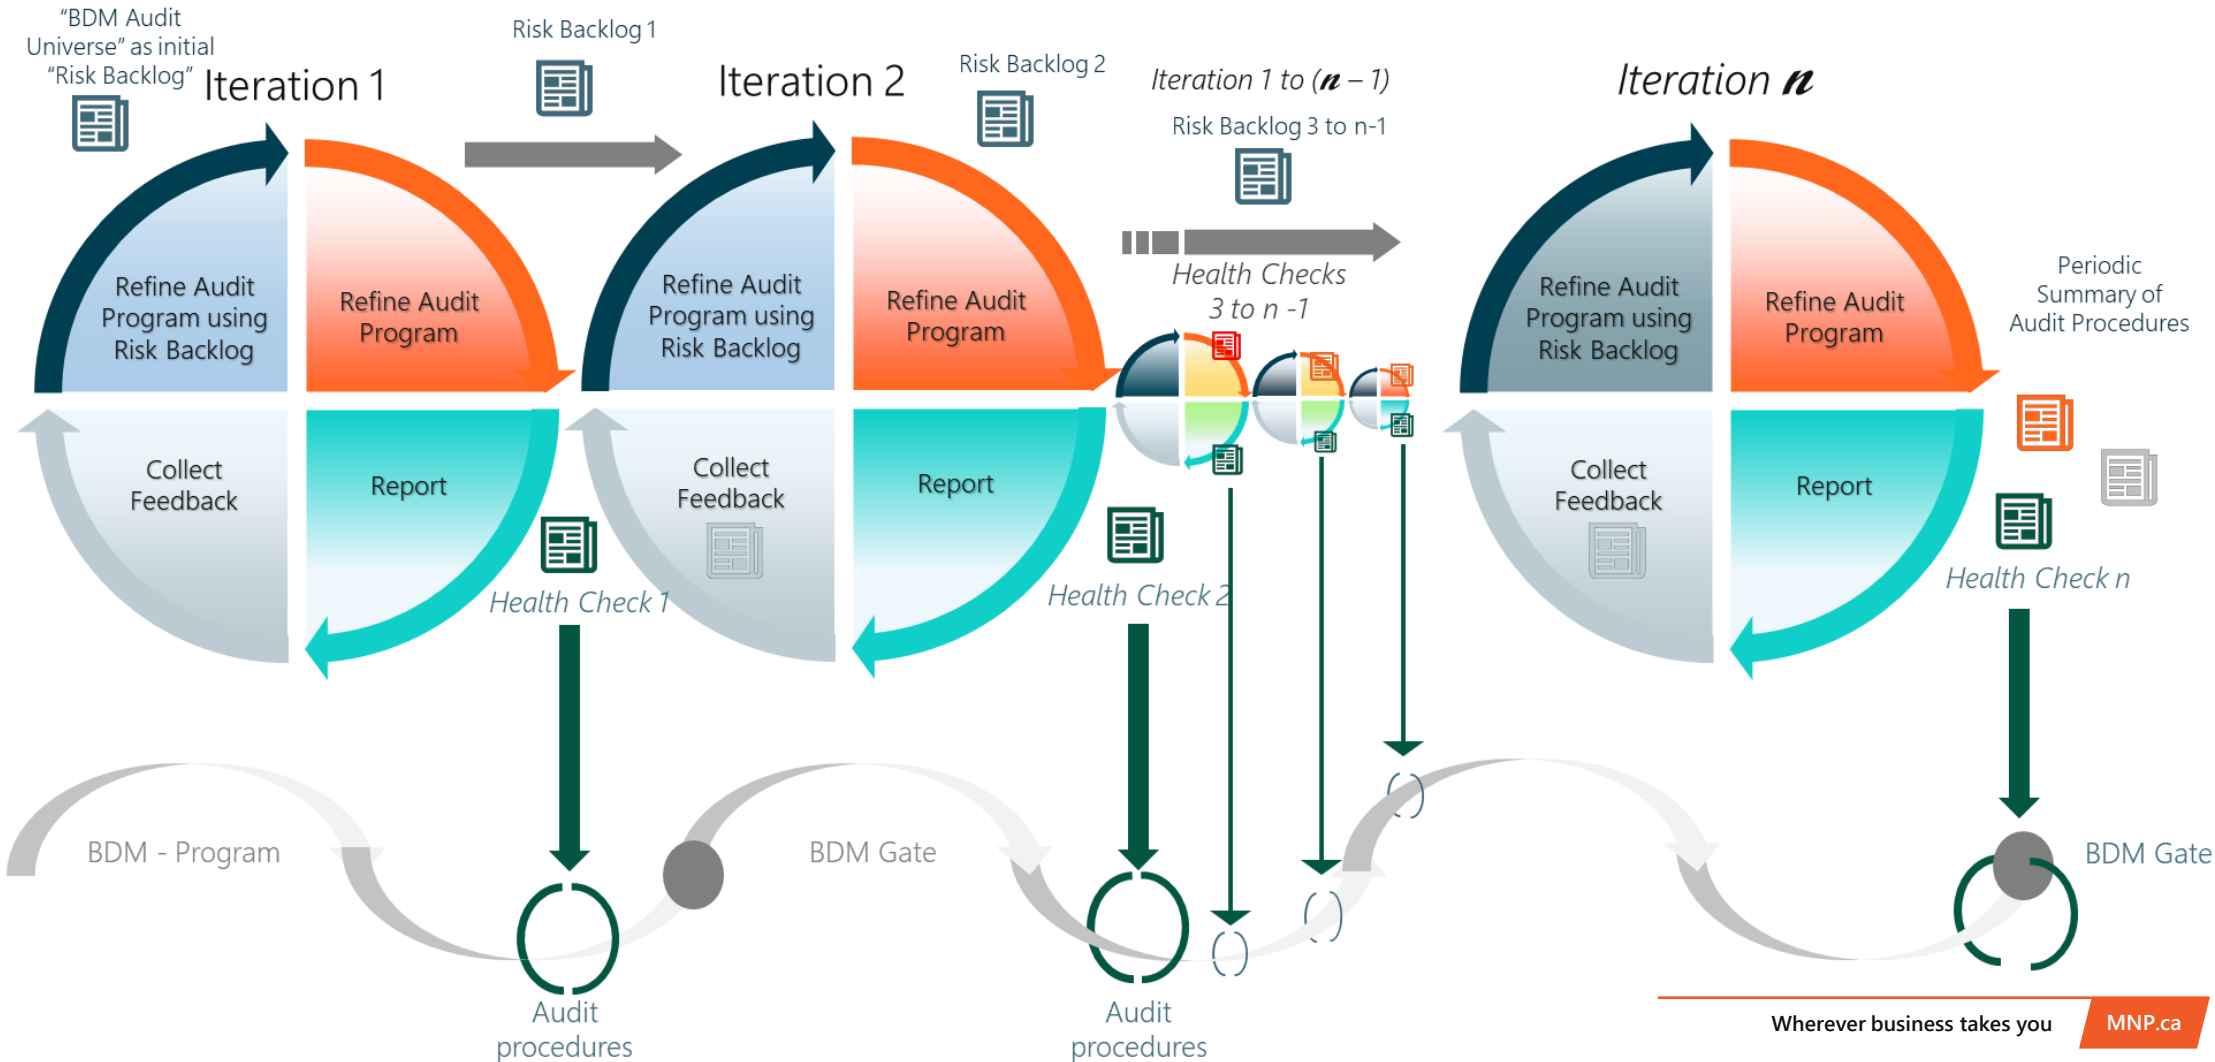 “BDM Audit
Universe” as initial
“Risk Backlog”
Iteration 1
Risk Backlog 1
Iteration 2
Risk Backlog 2
Iteration 1 to (n – 1)
Risk Backlog 3 to n-1
Iteration n
Refine Audit
Program using
Risk Backlog
Refine Audit
Program
Collect
Feedback
Report
Health Check 1
Refine Audit
Program using
Risk Backlog
Refine Audit
Program
Collect
Feedback
Report
Health Check 2
Health Checks
3 to n -1
Refine Audit
Program using
Risk Backlog
Refine Audit
Program
Collect
Feedback
Report
Periodic
Summary of
Audit Procedures
Health Check n
BDM - Program
BDM Gate
BDM Gate
Audit
procedures
Audit
procedures
Wherever business takes you
MNP.ca